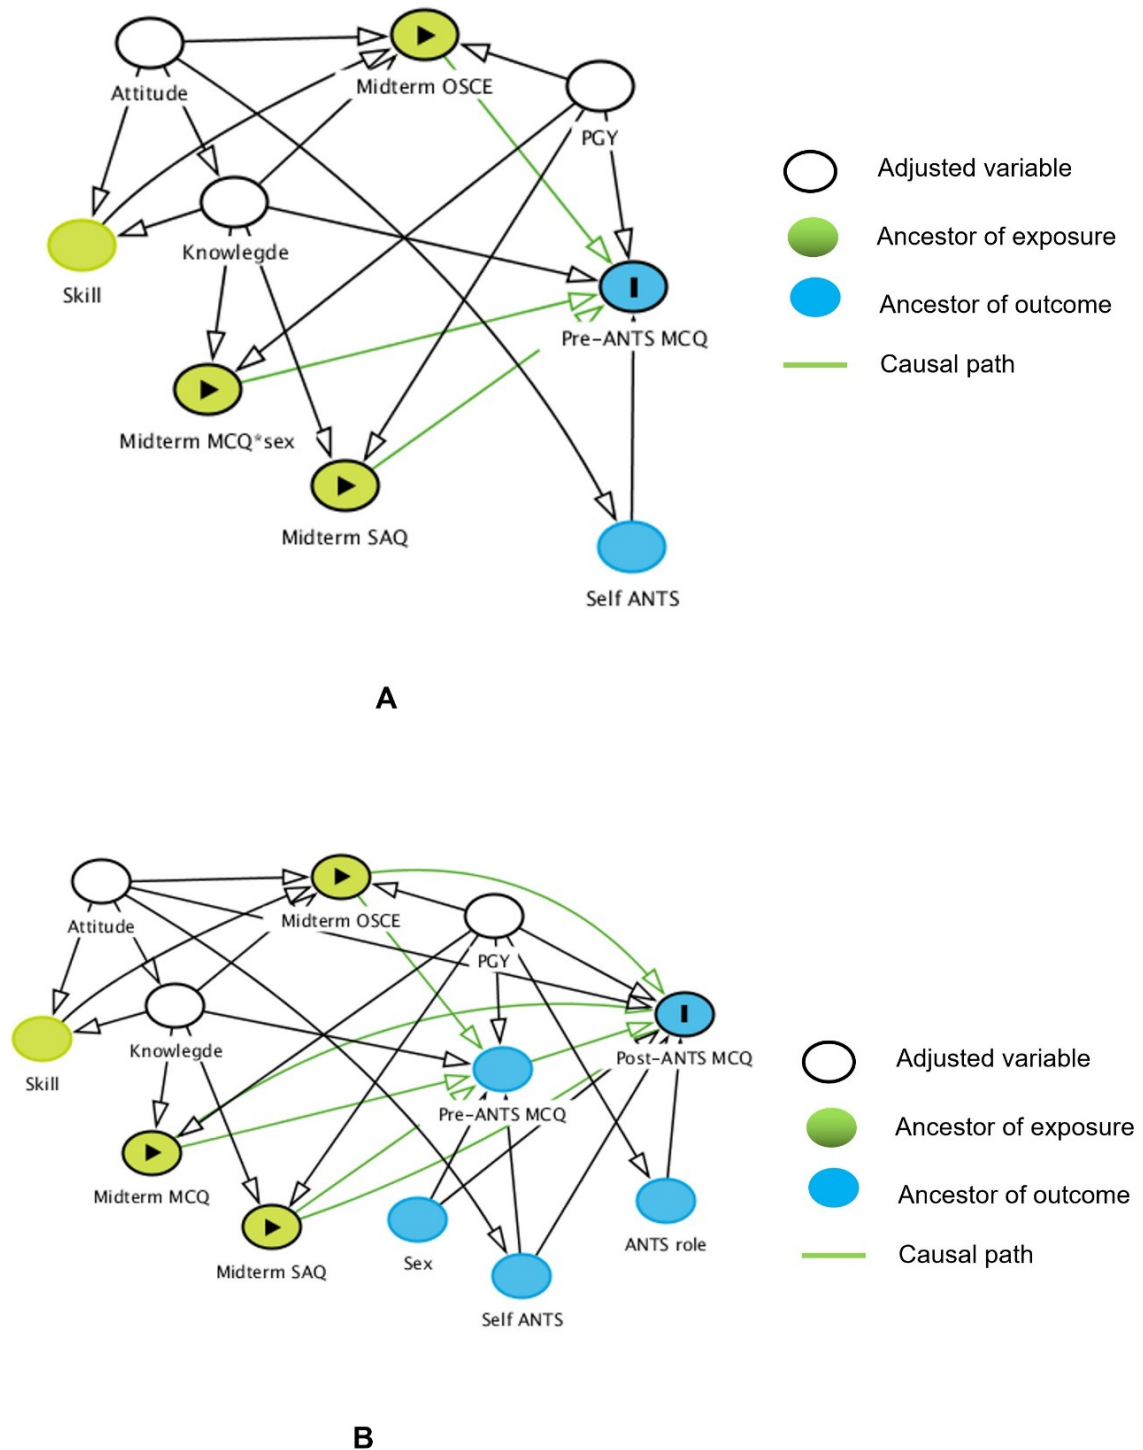 Midterm OSCE
Attitude
PGY
Adjusted variable
Ancestor of exposure
Knowlegde
Skill
Ancestor of outcome
Pre-ANTS MCQ
Causal path
Midterm MCQ*sex
Midterm SAQ
Self ANTS
A
Midterm OSCE
Attitude
PGY
Knowlegde
Post-ANTS MCQ
Adjusted variable
Skill
Pre-ANTS MCQ
Ancestor of exposure
Midterm MCQ
Ancestor of outcome
ANTS role
Sex
Causal path
Midterm SAQ
Self ANTS
B